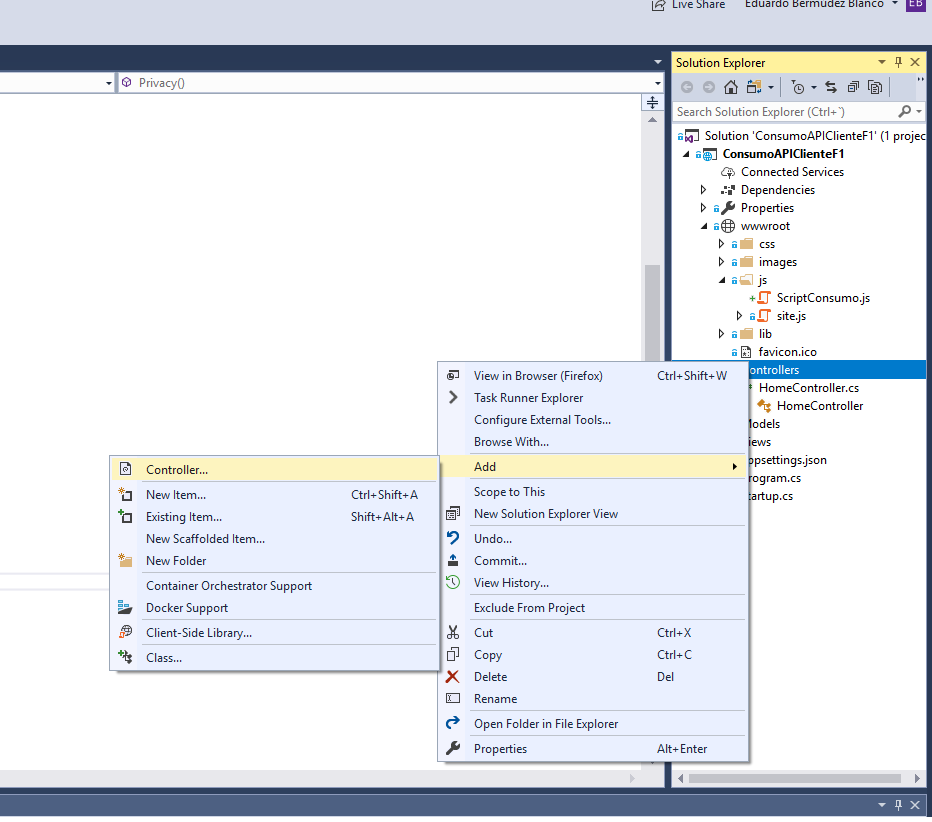 Live Share
Eduardo Bermudez Blanco
EB
Privacy()
Solution Explorer
Search Solution Explorer (Ctrl+`)
Solution 'ConsumoAPIClienteF1' (1 projec
ConsumoAPIClienteF1
Connected Services
Dependencies
Properties
wwwroot
css
images
js
ScriptConsumo.js
site.js
lib
favicon.ico
ontrollers
HomeController.cs
HomeController
odels
iews
ppsettings.json
rogram.cs
tartup.cs
View in Browser (Firefox) Ctrl+Shift+W
Task Runner Explorer
Configure External Tools...
Browse With...
Add
Scope to This
New Solution Explorer View
Undo...
Commit...
View History...
Exclude From Project
Cut Ctrl+X
Copy Ctrl+C
Delete Del
Rename
Open Folder in File Explorer
Properties Alt+Enter
Controller...
New Item... Ctrl+Shift+A
Existing Item... Shift+Alt+A
New Scaffolded Item...
New Folder
Container Orchestrator Support
Docker Support
Client-Side Library...
Class...